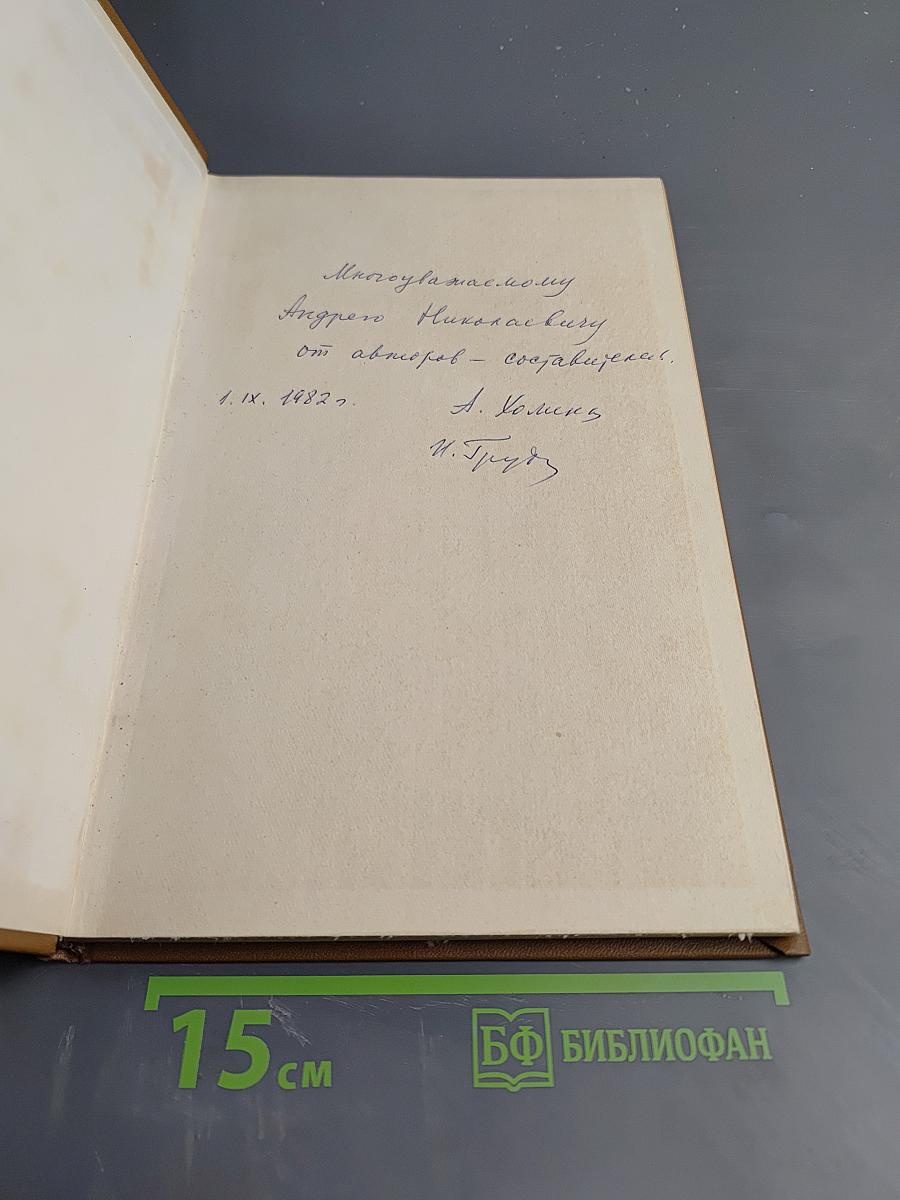 Многоуважаемому
Андрею Николаевичу
от авторов – составителей.
1. IX. 1982 г. А. Холина
И.
15 см
БФ БИБЛИОФАН